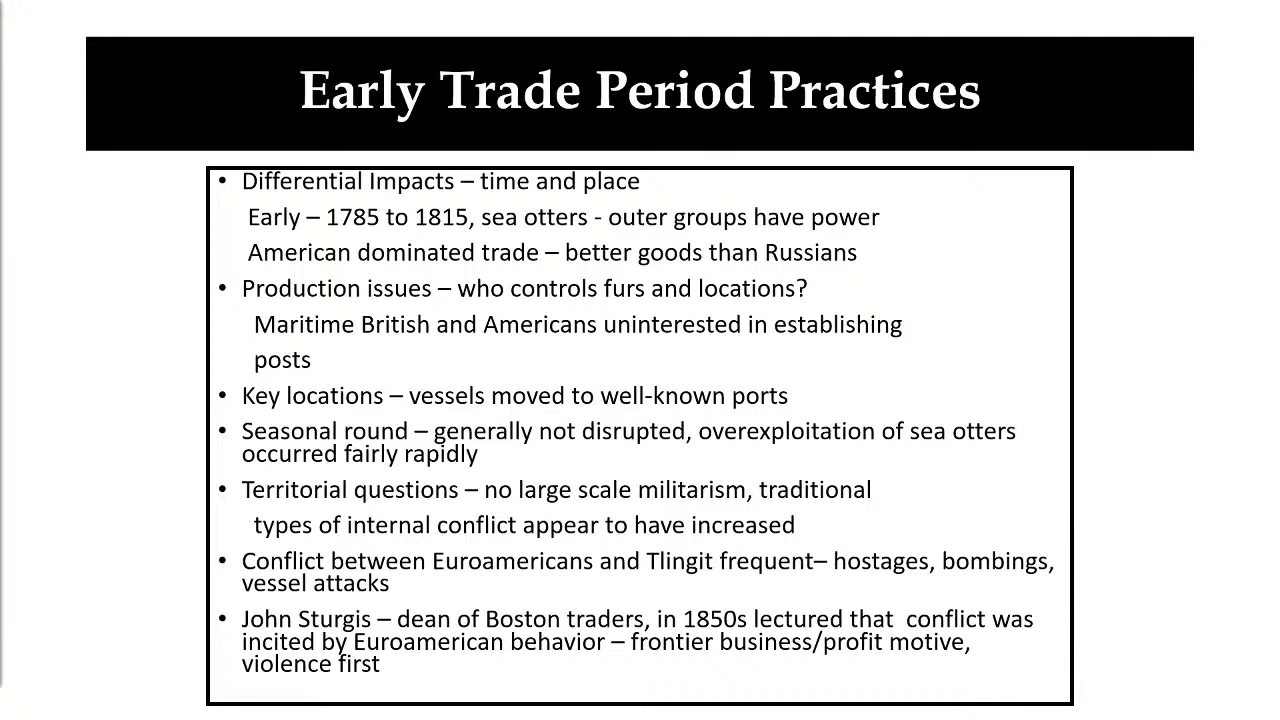 Early Trade Period Practices
• Differential Impacts – time and place
Early – 1785 to 1815, sea otters - outer groups have power
American dominated trade – better goods than Russians
• Production issues – who controls furs and locations?
Maritime British and Americans uninterested in establishing
posts
• Key locations – vessels moved to well-known ports
• Seasonal round – generally not disrupted, overexploitation of sea otters
occurred fairly rapidly
• Territorial questions – no large scale militarism, traditional
types of internal conflict appear to have increased
• Conflict between Euroamericans and Tlingit frequent– hostages, bombings,
vessel attacks
• John Sturgis – dean of Boston traders, in 1850s lectured that  conflict was
incited by Euroamerican behavior – frontier business/profit motive,
violence first